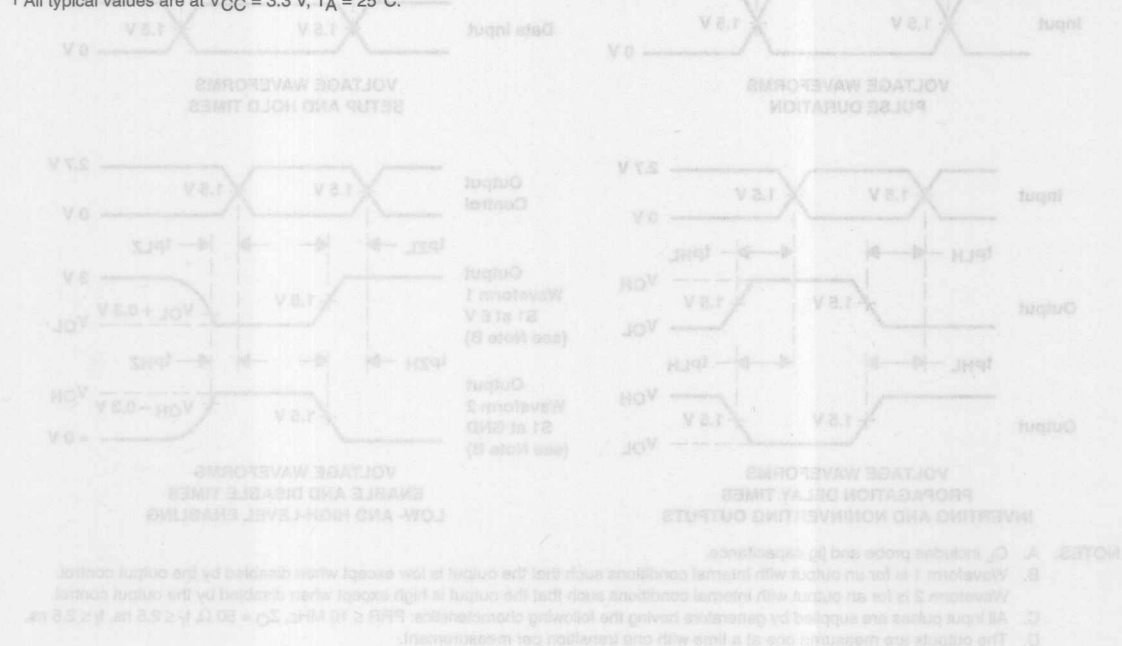 † All typical values are at VCC = 3.3 V, TA = 25°C.
Input
1.5 V
1.5 V
0 V
VOLTAGE WAVEFORMS
PULSE DURATION
Data Input
1.5 V
1.5 V
0 V
VOLTAGE WAVEFORMS
SETUP AND HOLD TIMES
Input
1.5 V
1.5 V
2.7 V
0 V
tPLH
tPHL
Output
1.5 V
1.5 V
VOH
VOL
tPHL
tPLH
Output
1.5 V
1.5 V
VOH
VOL
VOLTAGE WAVEFORMS
PROPAGATION DELAY TIMES
INVERTING AND NONINVERTING OUTPUTS
Output
Control
1.5 V
1.5 V
2.7 V
0 V
tPZL
tPLZ
Output
Waveform 1
S1 at 6 V
(see Note B)
1.5 V
VOL + 0.3 V
3 V
VOL
tPZH
tPHZ
Output
Waveform 2
S1 at GND
(see Note B)
1.5 V
VOH – 0.3 V
VOH
≈ 0 V
VOLTAGE WAVEFORMS
ENABLE AND DISABLE TIMES
LOW- AND HIGH-LEVEL ENABLING
NOTES: A. CL includes probe and jig capacitance.
B. Waveform 1 is for an output with internal conditions such that the output is low except when disabled by the output control.
Waveform 2 is for an output with internal conditions such that the output is high except when disabled by the output control.
C. All input pulses are supplied by generators having the following characteristics: PRR ≤ 10 MHz, ZO = 50 Ω, tr ≤ 2.5 ns, tf ≤ 2.5 ns.
D. The outputs are measured one at a time with one transition per measurement.